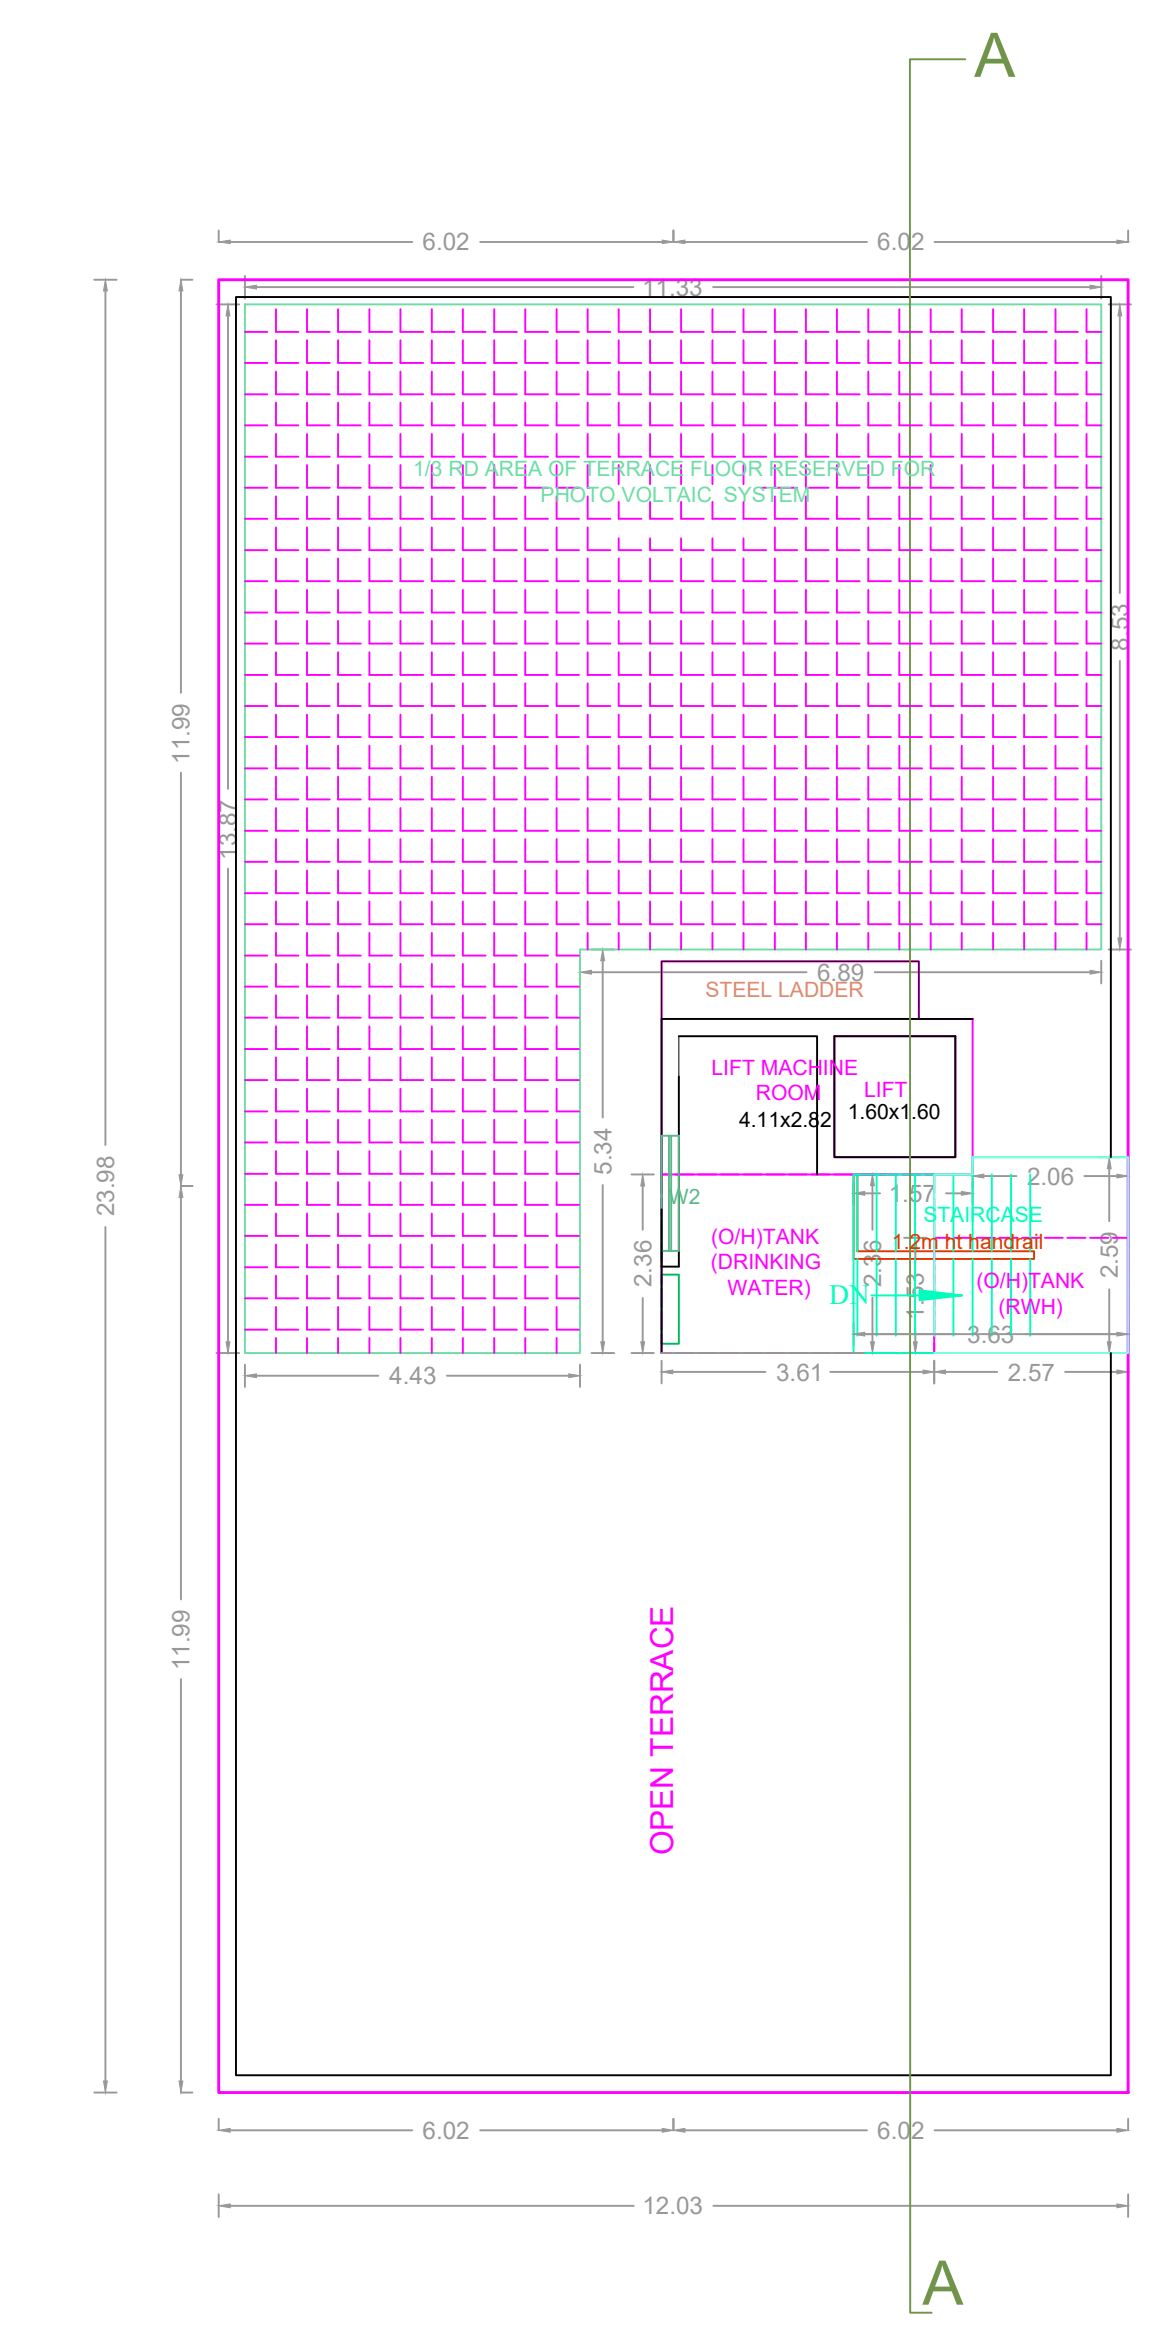 A
6.02
6.02
11.33
1/3 RD AREA OF TERRACE FLOOR RESERVED FOR
PHOTO VOLTAIC SYSTEM
8.53
11.99
13.87
6.89
STEEL LADDER
LIFT MACHINE
ROOM
4.11x2.82
LIFT
1.60x1.60
5.34
23.98
2.06
1.57
W2
STAIRCASE
1.2m ht handrail
(O/H)TANK
(DRINKING
WATER)
2.36
2.36
2.59
(O/H)TANK
(RWH)
DN
1.53
3.63
4.43
3.61
2.57
11.99
OPEN TERRACE
6.02
6.02
12.03
A